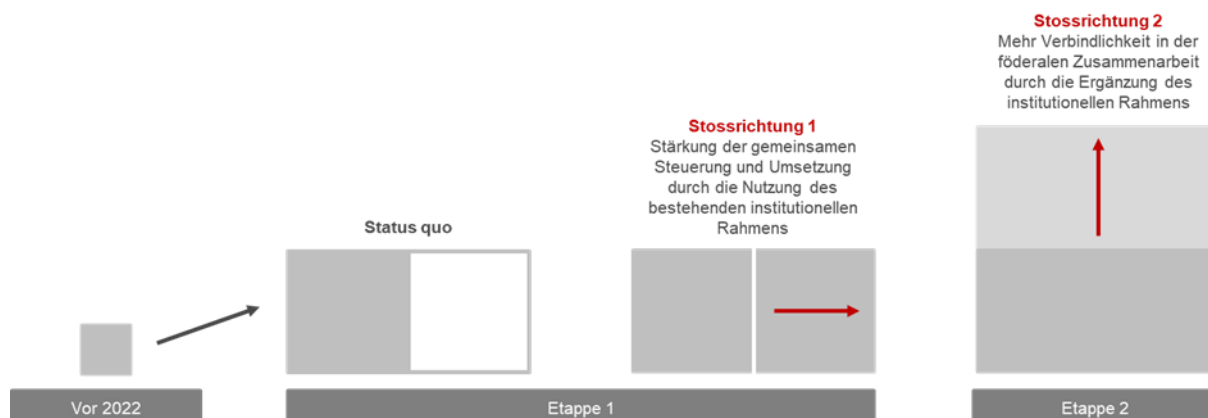 Stossrichtung 2
Mehr Verbindlichkeit in der
föderalen Zusammenarbeit
durch die Ergänzung des
institutionellen Rahmens
Stossrichtung 1
Stärkung der gemeinsamen
Steuerung und Umsetzung
durch die Nutzung des
bestehenden institutionellen
Rahmens
Status quo
Vor 2022
Etappe 1
Etappe 2